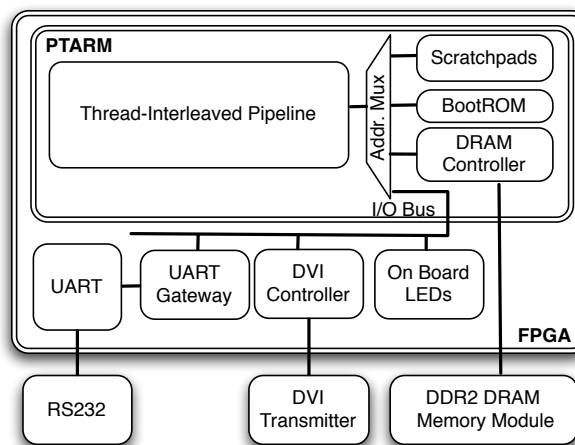 PTARM
Thread-Interleaved Pipeline
Addr. Mux
Scratchpads
BootROM
DRAM
Controller
I/O Bus
UART
UART
Gateway
DVI
Controller
On Board
LEDs
FPGA
RS232
DVI
Transmitter
DDR2 DRAM
Memory Module